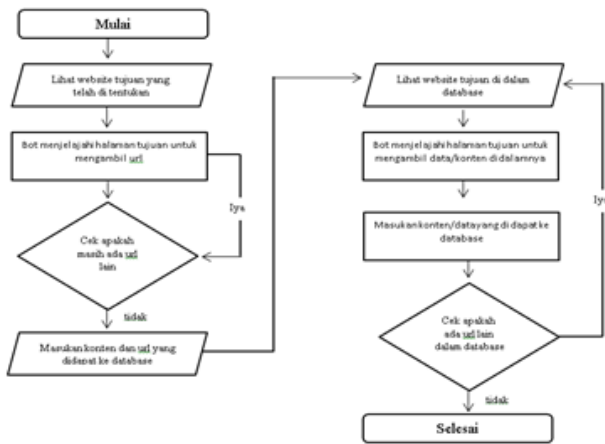 Mulai
Lihat website tujuan yang
telah di tentukan
Bot menjelajahi halaman tujuan untuk
mengambil url
Iya
Cek apakah
masih ada url
lain
tidak
Masukan konten dan url yang
didapat ke database
Lihat website tujuan di dalam
database
Bot menjelajahi halaman tujuan untuk
mengambil data/konten di dalamnya
Masukan konten/data yang di dapat ke
database
Iy
Cek apakah
ada url lain
dalam database
tidak
Selesai